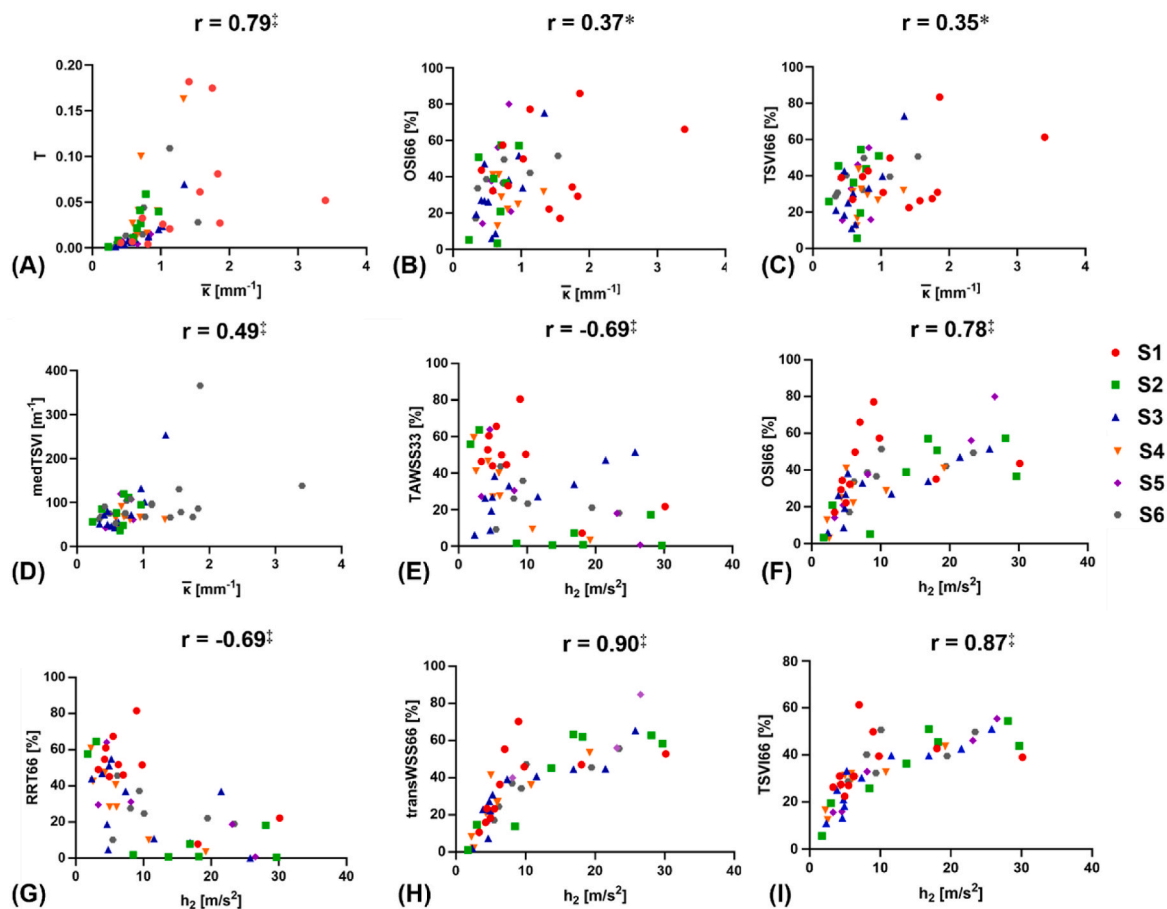 r = 0.79‡
r = 0.37*
r = 0.35*
T
0.20
0.15
0.10
0.05
0.00
0 1 2 3 4
κ̅ [mm⁻¹]
(A)
OSI66 [%]
100
80
60
40
20
0
0 1 2 3 4
κ̅ [mm⁻¹]
(B)
TSVI66 [%]
100
80
60
40
20
0
0 1 2 3 4
κ̅ [mm⁻¹]
(C)
r = 0.49‡
r = -0.69‡
r = 0.78‡
medTSVI [m⁻¹]
400
300
200
100
0
0 1 2 3 4
κ̅ [mm⁻¹]
(D)
TAWSS33 [%]
100
80
60
40
20
0
0 10 20 30 40
h₂ [m/s²]
(E)
OSI66 [%]
100
80
60
40
20
0
0 10 20 30 40
h₂ [m/s²]
(F)
S1
S2
S3
S4
S5
S6
r = -0.69‡
r = 0.90‡
r = 0.87‡
RRT66 [%]
100
80
60
40
20
0
0 10 20 30 40
h₂ [m/s²]
(G)
transWSS66 [%]
100
80
60
40
20
0
0 10 20 30 40
h₂ [m/s²]
(H)
TSVI66 [%]
80
60
40
20
0
0 10 20 30 40
h₂ [m/s²]
(I)